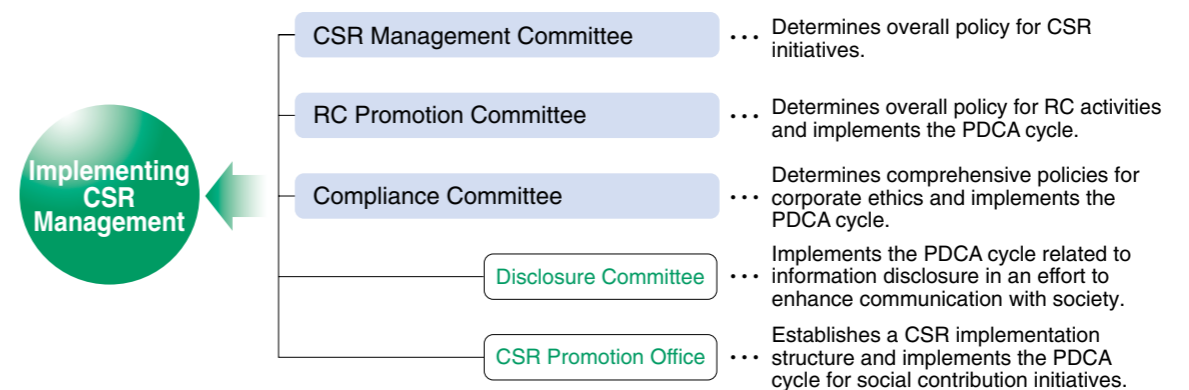 Implementing
CSR
Management
CSR Management Committee
••• Determines overall policy for CSR
initiatives.
RC Promotion Committee
••• Determines overall policy for RC activities
and implements the PDCA cycle.
Compliance Committee
Determines comprehensive policies for
••• corporate ethics and implements the
PDCA cycle.
Disclosure Committee
Implements the PDCA cycle related to
••• information disclosure in an effort to
enhance communication with society.
CSR Promotion Office
Establishes a CSR implementation
••• structure and implements the PDCA
cycle for social contribution initiatives.